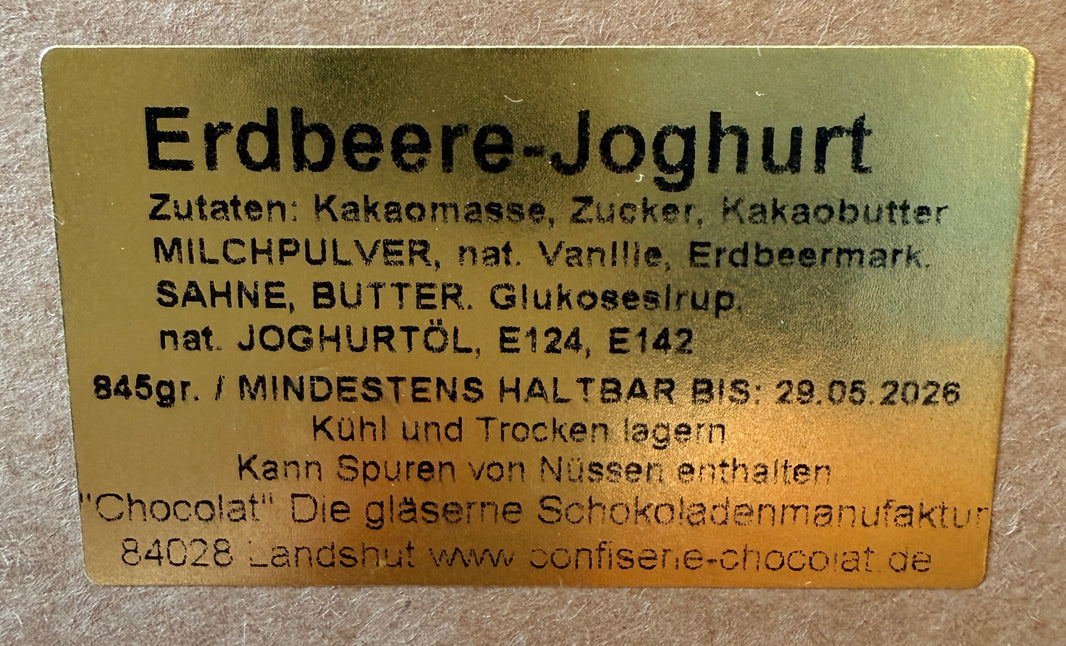 Erdbeere-Joghurt
Zutaten: Kakaomasse, Zucker, Kakaobutter
MILCHPULVER, nat. Vanille, Erdbeermark.
SAHNE, BUTTER. Glukosesirup,
nat. JOGHURTÖL, E124, E142
845gr. / MINDESTENS HALTBAR BIS: 29.05.2026
Kühl und Trocken lagern
Kann Spuren von Nüssen enthalten
"Chocolat" Die gläserne Schokoladenmanufaktur
84028 Landshut www.confiserie-chocolat.de